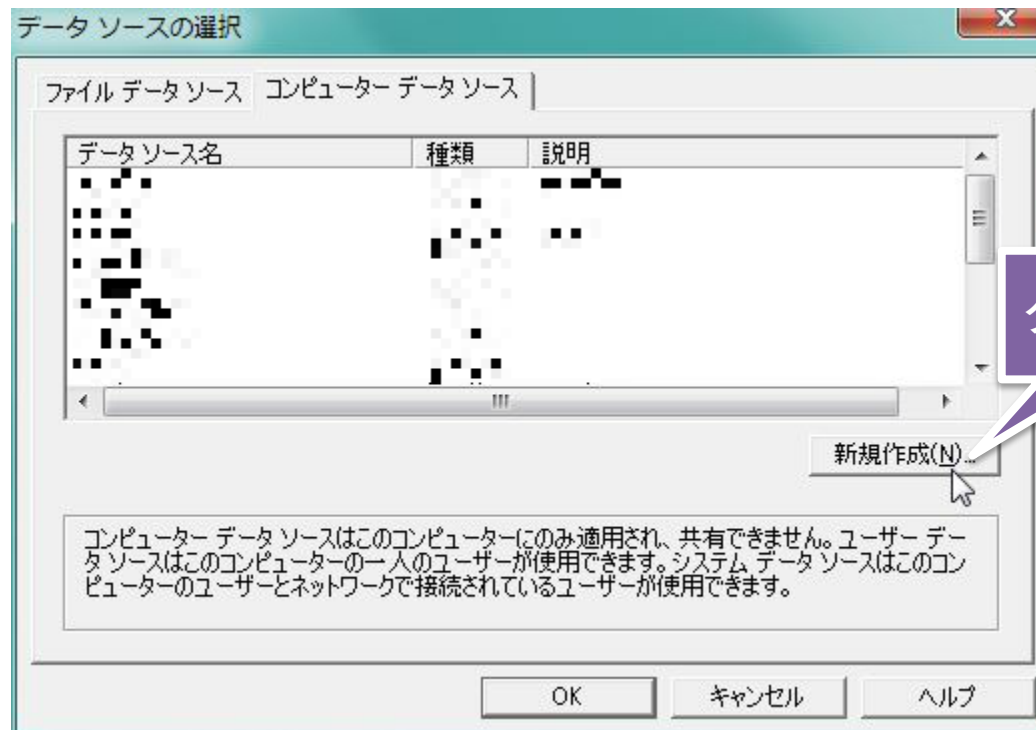 データ ソースの選択
ファイル データ ソース コンピューター データ ソース
データ ソース名 種類 説明
新規作成(N)...
コンピューター データ ソースはこのコンピューターにのみ適用され、共有できません。ユーザー デー
タ ソースはこのコンピューターの一人のユーザーが使用できます。システム データ ソースはこのコン
ピューターのユーザーとネットワークで接続されているユーザーが使用できます。
OK キャンセル ヘルプ